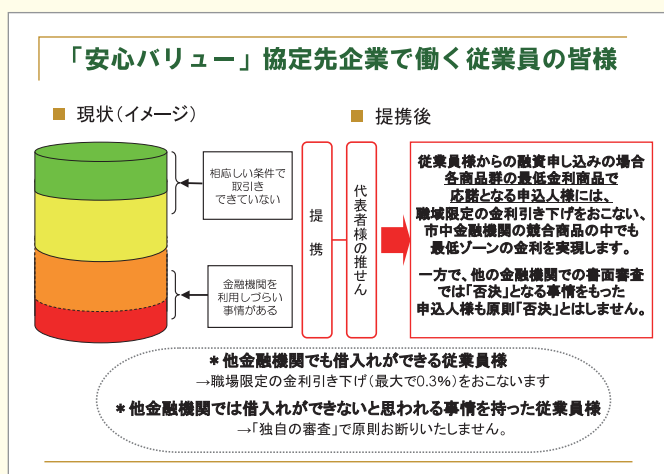 「安心バリュー」協定先企業で働く従業員の皆様
■ 現状（イメージ）
■ 提携後
相応しい条件で
取引き
できていない
金融機関を
利用しづらい
事情がある
提携
代表者様の推せん
従業員様からの融資申し込みの場合
各商品群の最低金利商品で
応諾となる申込人様には、
職域限定の金利引き下げをおこない、
市中金融機関の競合商品の中でも
最低ゾーンの金利を実現します。
一方で、他の金融機関での書面審査
では「否決」となる事情をもった
申込人様も原則「否決」とはしません。
＊他金融機関でも借入れができる従業員様
→職場限定の金利引き下げ（最大で0.3%）をおこないます
＊他金融機関では借入れができないと思われる事情を持った従業員様
→「独自の審査」で原則お断りいたしません。